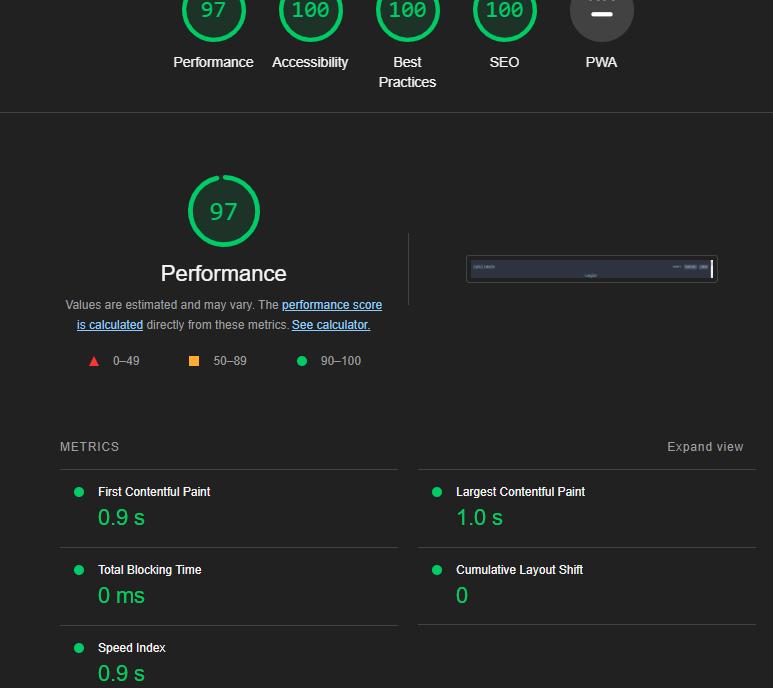 97
100
100
100
Performance
Accessibility
Best
Practices
SEO
PWA
97
Performance
Values are estimated and may vary. The performance score
is calculated directly from these metrics. See calculator.
0–49
50–89
90–100
METRICS
Expand view
First Contentful Paint
0.9 s
Largest Contentful Paint
1.0 s
Total Blocking Time
0 ms
Cumulative Layout Shift
0
Speed Index
0.9 s